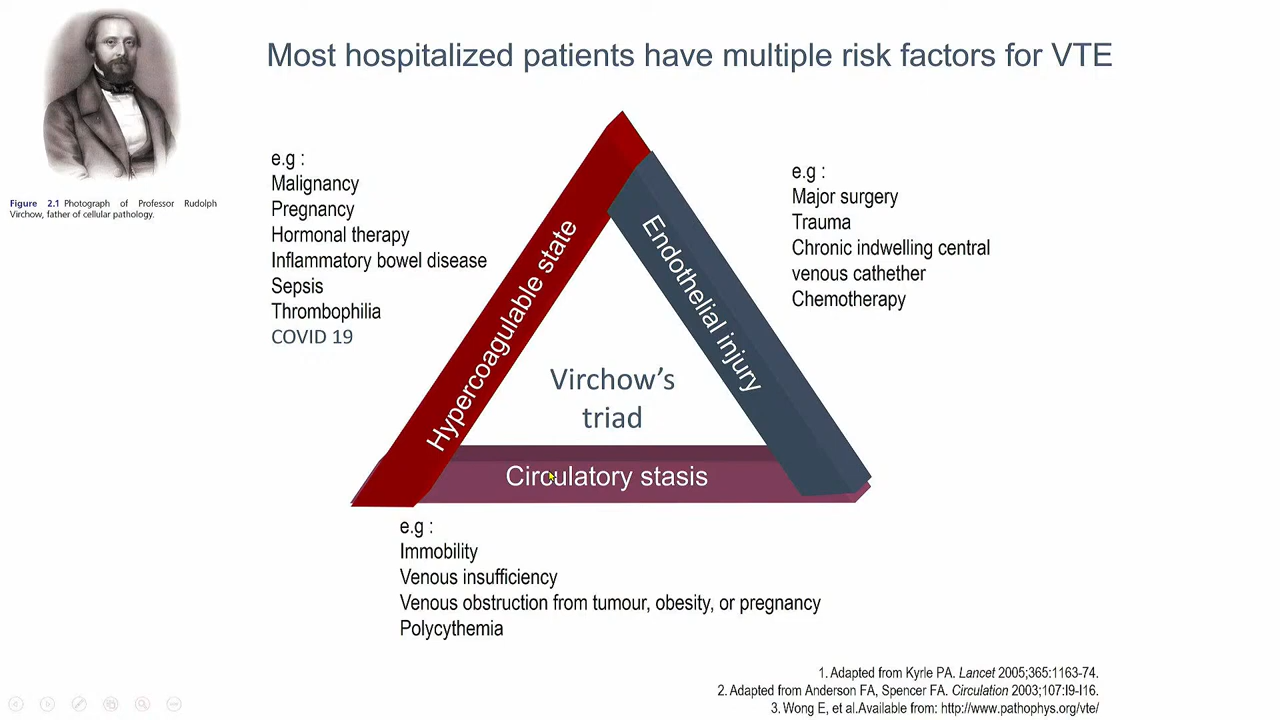 Most hospitalized patients have multiple risk factors for VTE
Figure 2.1 Photograph of Professor Rudolph
Virchow, father of cellular pathology.
e.g :
Malignancy
Pregnancy
Hormonal therapy
Inflammatory bowel disease
Sepsis
Thrombophilia
COVID 19
Hypercoagulable state
Endothelial injury
e.g :
Major surgery
Trauma
Chronic indwelling central
venous cathether
Chemotherapy
Virchow’s
triad
Circulatory stasis
e.g :
Immobility
Venous insufficiency
Venous obstruction from tumour, obesity, or pregnancy
Polycythemia
1. Adapted from Kyrle PA. Lancet 2005;365:1163-74.
2. Adapted from Anderson FA, Spencer FA. Circulation 2003;107:I9-I16.
3. Wong E, et al.Available from: http://www.pathophys.org/vte/